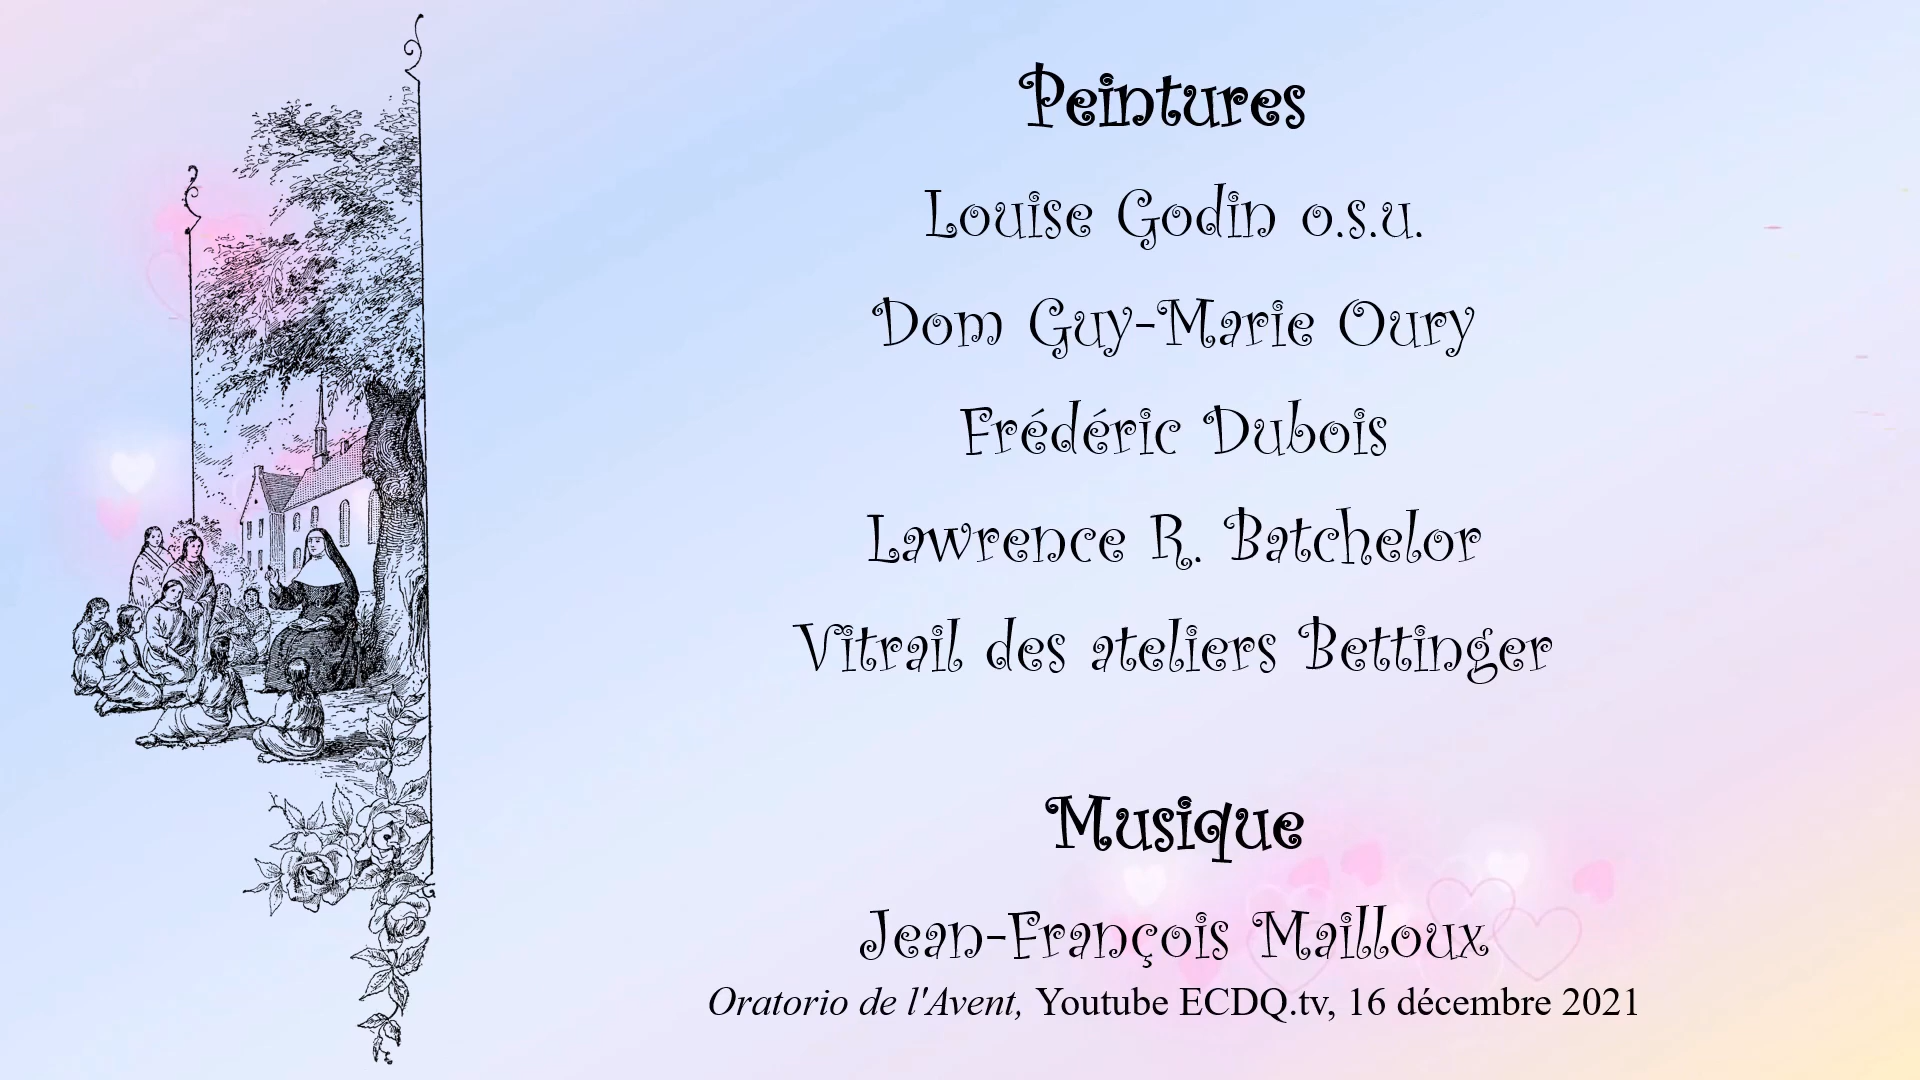 Peintures
Louise Godin o.s.u.
Dom Guy-Marie Oury
Frédéric Dubois
Lawrence R. Batchelor
Vitrail des ateliers Bettinger
Musique
Jean-François Mailloux
Oratorio de l'Avent, Youtube ECDQ.tv, 16 décembre 2021